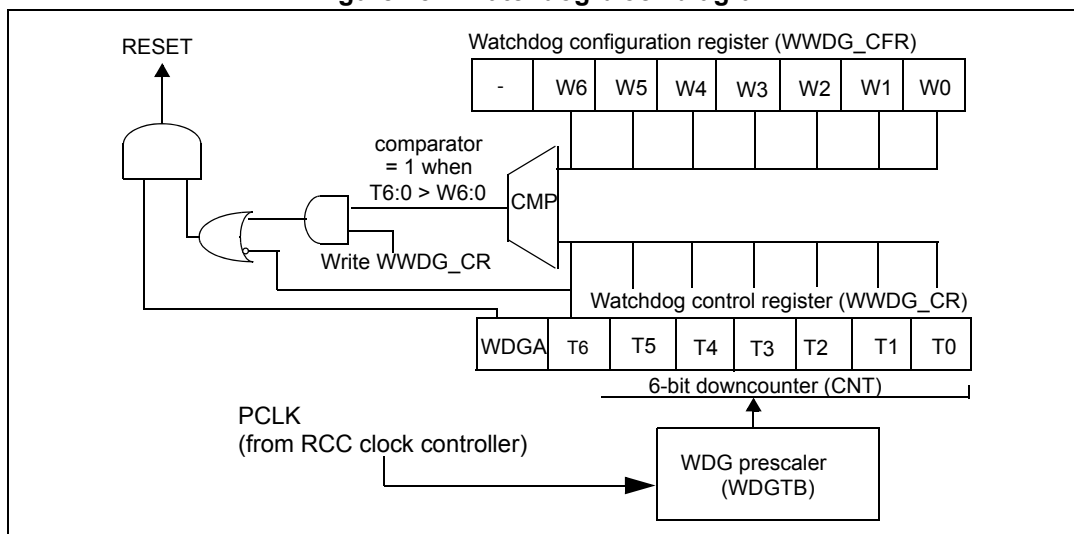 RESET
Watchdog configuration register (WWDG_CFR)
-
W6
W5
W4
W3
W2
W1
W0
comparator
= 1 when
T6:0 > W6:0
CMP
Write WWDG_CR
Watchdog control register (WWDG_CR)
WDGA
T6
T5
T4
T3
T2
T1
T0
6-bit downcounter (CNT)
PCLK
(from RCC clock controller)
WDG prescaler
(WDGTB)